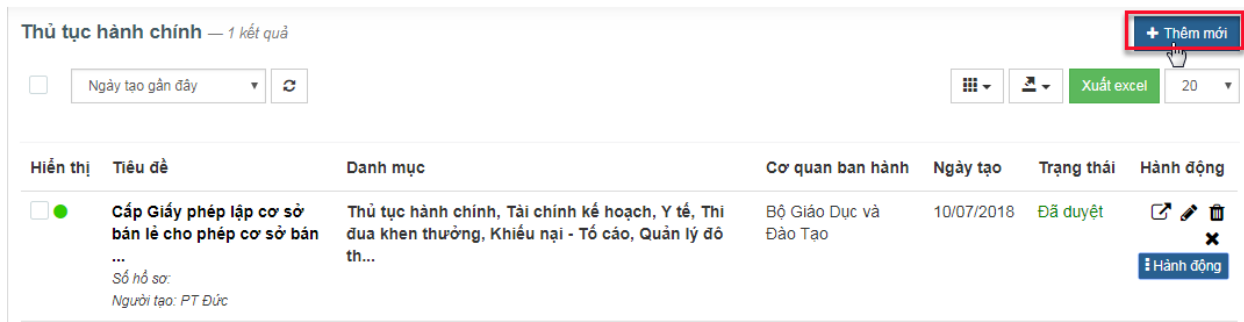 Thủ tục hành chính — 1 kết quả
+ Thêm mới
Ngày tạo gần đây
Xuất excel
20
Hiển thị Tiêu đề Danh mục Cơ quan ban hành Ngày tạo Trạng thái Hành động
Cấp Giấy phép lập cơ sở
bán lẻ cho phép cơ sở bán
...
Số hồ sơ:
Người tạo: PT Đức
Thủ tục hành chính, Tài chính kế hoạch, Y tế, Thi
đua khen thưởng, Khiếu nại - Tố cáo, Quản lý đô
th...
Bộ Giáo Dục và
Đào Tạo
10/07/2018
Đã duyệt
Hành động